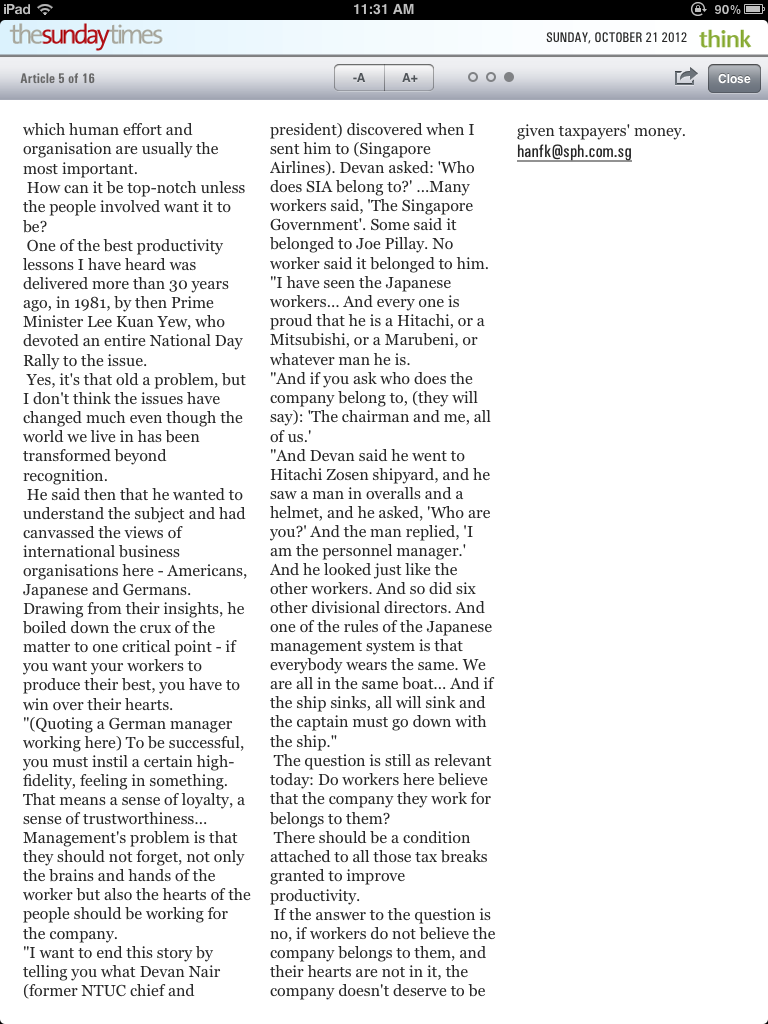 iPad
11:31 AM
90%
thesundaytimes
SUNDAY, OCTOBER 21 2012 think
Article 5 of 16
-A A+
Close
which human effort and
organisation are usually the
most important.
How can it be top-notch unless
the people involved want it to
be?
One of the best productivity
lessons I have heard was
delivered more than 30 years
ago, in 1981, by then Prime
Minister Lee Kuan Yew, who
devoted an entire National Day
Rally to the issue.
Yes, it's that old a problem, but
I don't think the issues have
changed much even though the
world we live in has been
transformed beyond
recognition.
He said then that he wanted to
understand the subject and had
canvassed the views of
international business
organisations here - Americans,
Japanese and Germans.
Drawing from their insights, he
boiled down the crux of the
matter to one critical point - if
you want your workers to
produce their best, you have to
win over their hearts.
"(Quoting a German manager
working here) To be successful,
you must instil a certain high-
fidelity, feeling in something.
That means a sense of loyalty, a
sense of trustworthiness...
Management's problem is that
they should not forget, not only
the brains and hands of the
worker but also the hearts of the
people should be working for
the company.
"I want to end this story by
telling you what Devan Nair
(former NTUC chief and
president) discovered when I
sent him to (Singapore
Airlines). Devan asked: 'Who
does SIA belong to?' ...Many
workers said, 'The Singapore
Government'. Some said it
belonged to Joe Pillay. No
worker said it belonged to him.
"I have seen the Japanese
workers... And every one is
proud that he is a Hitachi, or a
Mitsubishi, or a Marubeni, or
whatever man he is.
"And if you ask who does the
company belong to, (they will
say): 'The chairman and me, all
of us.'
"And Devan said he went to
Hitachi Zosen shipyard, and he
saw a man in overalls and a
helmet, and he asked, 'Who are
you?' And the man replied, 'I
am the personnel manager.'
And he looked just like the
other workers. And so did six
other divisional directors. And
one of the rules of the Japanese
management system is that
everybody wears the same. We
are all in the same boat... And if
the ship sinks, all will sink and
the captain must go down with
the ship."
The question is still as relevant
today: Do workers here believe
that the company they work for
belongs to them?
There should be a condition
attached to all those tax breaks
granted to improve
productivity.
If the answer to the question is
no, if workers do not believe the
company belongs to them, and
their hearts are not in it, the
company doesn't deserve to be
given taxpayers' money.
hanfk@sph.com.sg